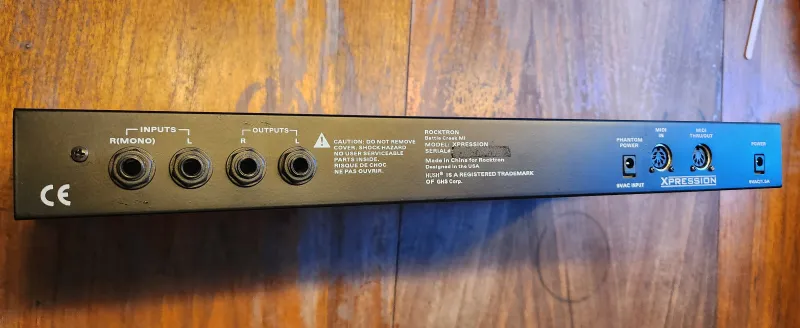 INPUTS
R(MONO) L
OUTPUTS
R L
CE
CAUTION: DO NOT REMOVE
COVER. SHOCK HAZARD
NO USER SERVICEABLE
PARTS INSIDE.
RISQUE DE CHOC
NE PAS OUVRIR.
ROCKTRON
Battle Creek MI
MODEL: XPRESSION
SERIAL#:
Made in China for Rocktron
Designed in the USA
HUSH® IS A REGISTERED TRADEMARK
OF GHS Corp.
PHANTOM
POWER
9VAC INPUT
MIDI
IN
MIDI
THRU/OUT
XPRESSION
POWER